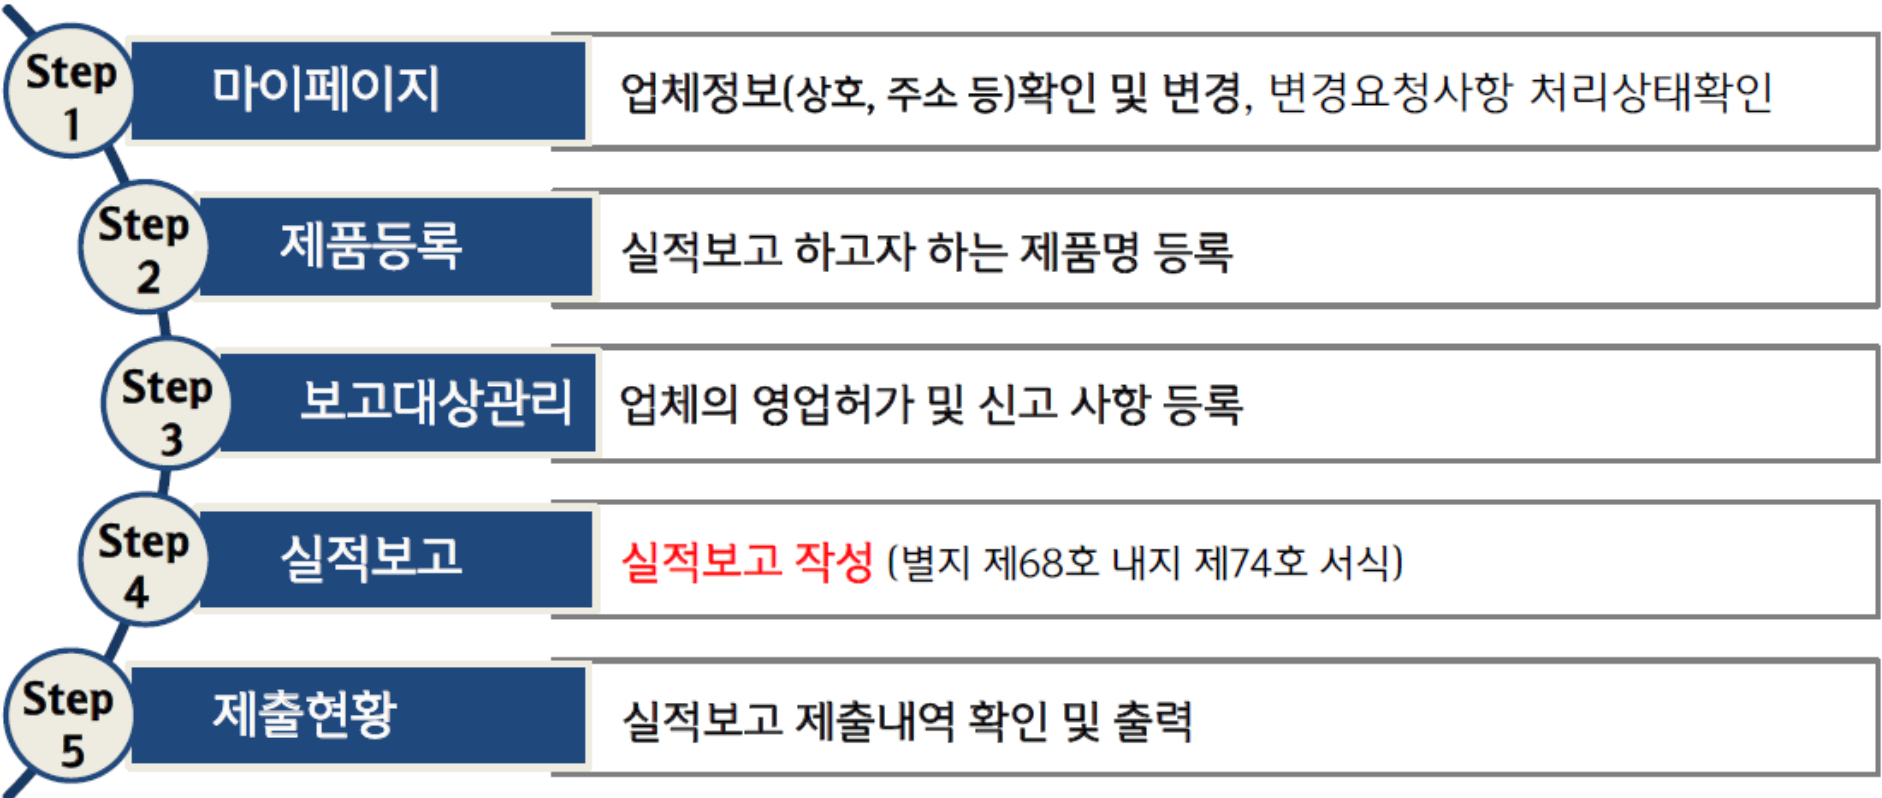 Step
1
마이페이지
업체정보(상호, 주소 등)확인 및 변경, 변경요청사항 처리상태확인
Step
2
제품등록
실적보고 하고자 하는 제품명 등록
Step
3
보고대상관리
업체의 영업허가 및 신고 사항 등록
Step
4
실적보고
실적보고 작성 (별지 제68호 내지 제74호 서식)
Step
5
제출현황
실적보고 제출내역 확인 및 출력